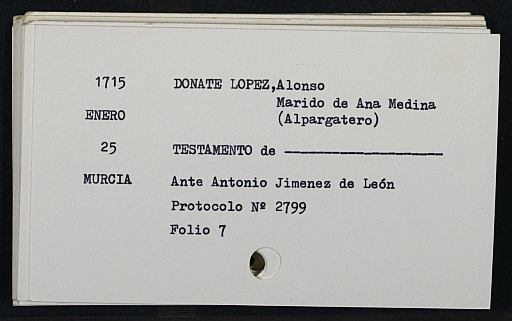 1715 DONATE LOPEZ,Alonso
Marido de Ana Medina
ENERO (Alpargatero)
25 TESTAMENTO de --------------------
MURCIA Ante Antonio Jimenez de León
Protocolo Nº 2799
Folio 7